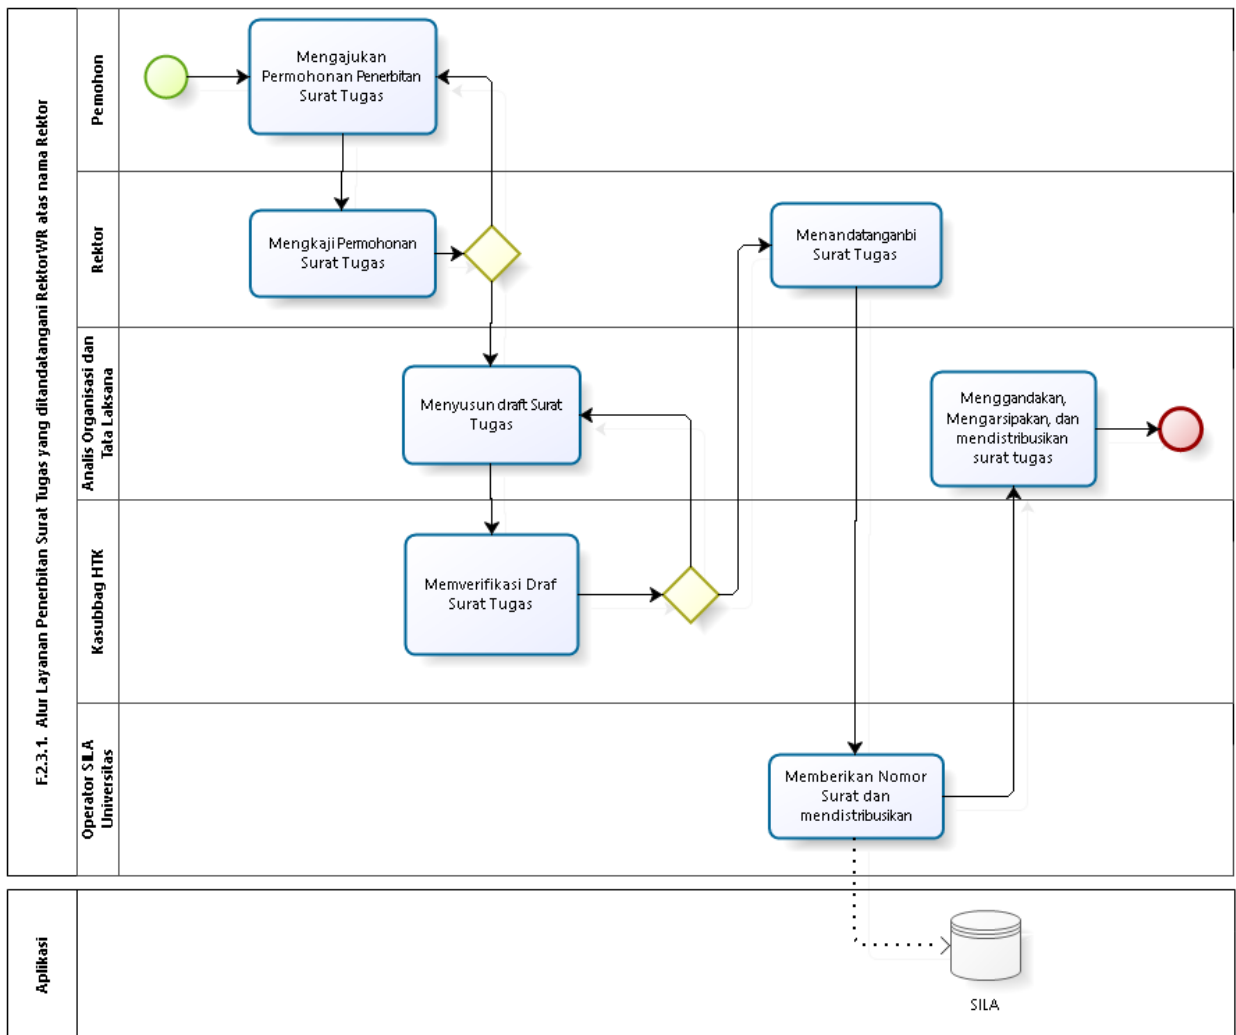 F.2.3.1. Alur Layanan Penerbitan Surat Tugas yang ditandatangani RektorWR atas nama Rektor
Pemohon
Mengajukan
Permohonan Penerbitan
Surat Tugas
Rektor
Mengkaji Permohonan
Surat Tugas
Menandatanganbi
Surat Tugas
Analis Organisasi dan
Tata Laksana
Menyusun draft Surat
Tugas
Menggandakan,
Mengarsipakan, dan
mendistribusikan
surat tugas
Kasubbag HTK
Memverifikasi Draf
Surat Tugas
Operator SILA
Universitas
Memberikan Nomor
Surat dan
mendistribusikan
Aplikasi
SILA